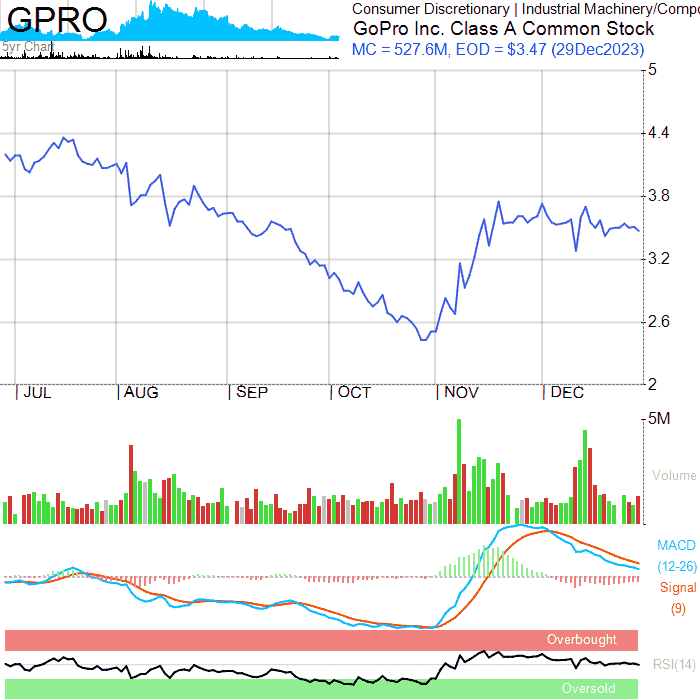 GPRO
5yr Chart
Consumer Discretionary | Industrial Machinery/Compo
GoPro Inc. Class A Common Stock
MC = 527.6M, EOD = $3.47 (29Dec2023)
5
4.4
3.8
3.2
2.6
2
| JUL | AUG | SEP | OCT | NOV | DEC
5M
Volume
MACD
(12-26)
Signal
(9)
Overbought
RSI(14)
Oversold